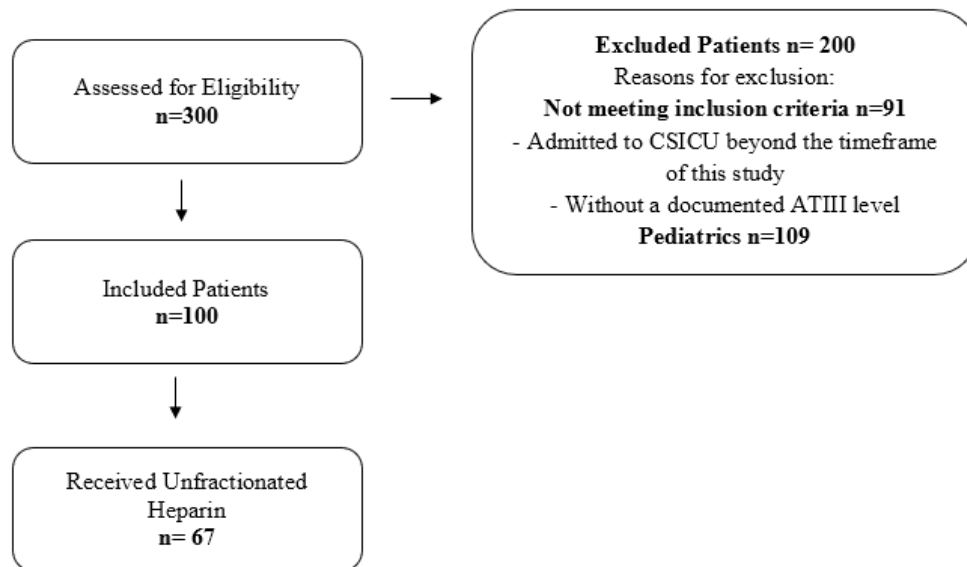 Assessed for Eligibility
n=300
Excluded Patients n= 200
Reasons for exclusion:
Not meeting inclusion criteria n=91
- Admitted to CSICU beyond the timeframe
of this study
- Without a documented ATIII level
Pediatrics n=109
Included Patients
n=100
Received Unfractionated
Heparin
n= 67